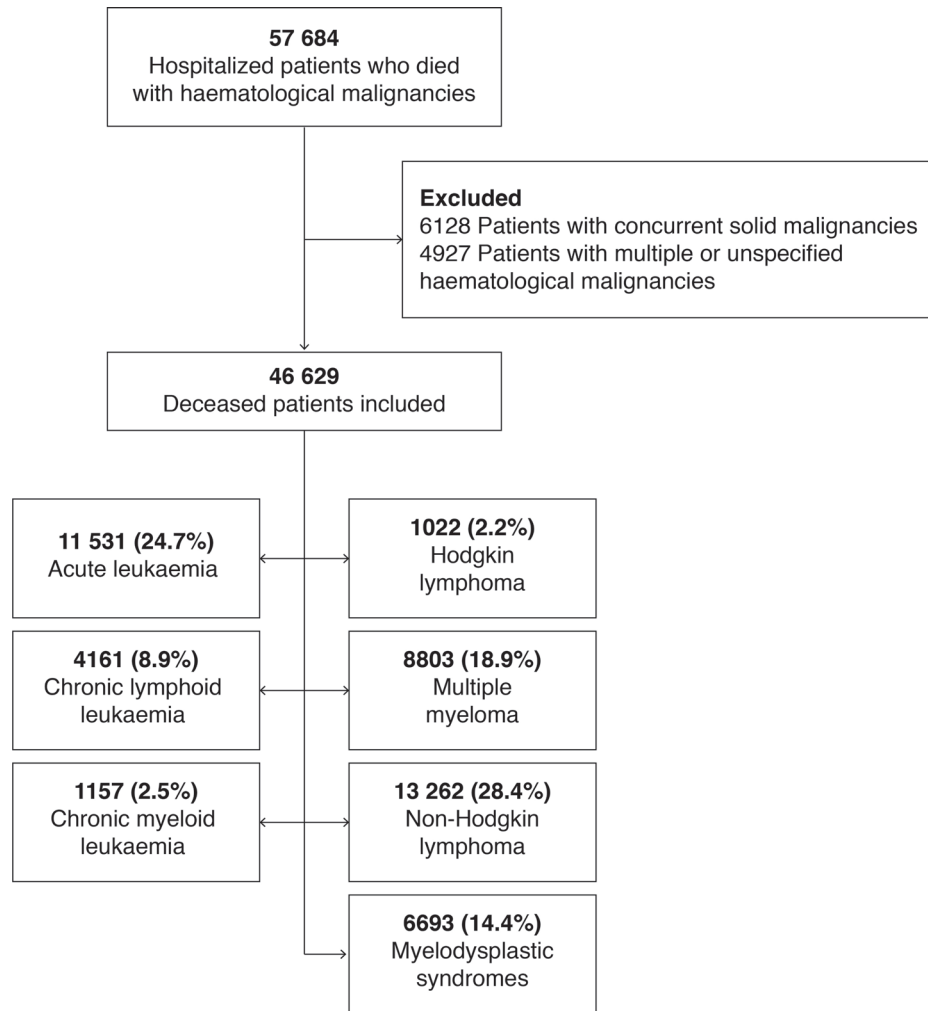 57 684
Hospitalized patients who died
with haematological malignancies
Excluded
6128 Patients with concurrent solid malignancies
4927 Patients with multiple or unspecified
haematological malignancies
46 629
Deceased patients included
11 531 (24.7%)
Acute leukaemia
1022 (2.2%)
Hodgkin
lymphoma
4161 (8.9%)
Chronic lymphoid
leukaemia
8803 (18.9%)
Multiple
myeloma
1157 (2.5%)
Chronic myeloid
leukaemia
13 262 (28.4%)
Non-Hodgkin
lymphoma
6693 (14.4%)
Myelodysplastic
syndromes